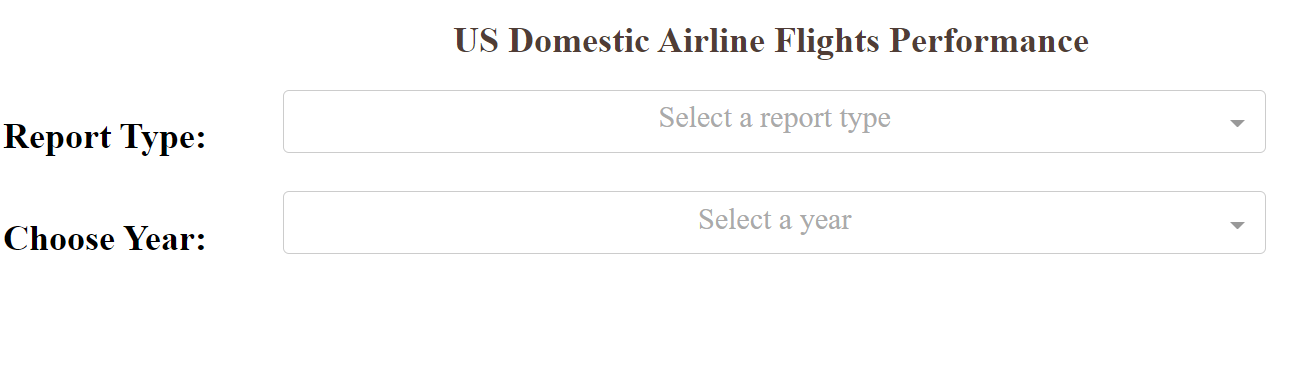 US Domestic Airline Flights Performance
Report Type:
Select a report type
Choose Year:
Select a year